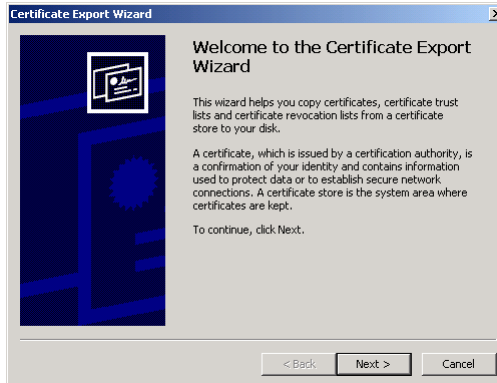 Certificate Export Wizard
Welcome to the Certificate Export
Wizard
This wizard helps you copy certificates, certificate trust
lists and certificate revocation lists from a certificate
store to your disk.
A certificate, which is issued by a certification authority, is
a confirmation of your identity and contains information
used to protect data or to establish secure network
connections. A certificate store is the system area where
certificates are kept.
To continue, click Next.
< Back Next > Cancel